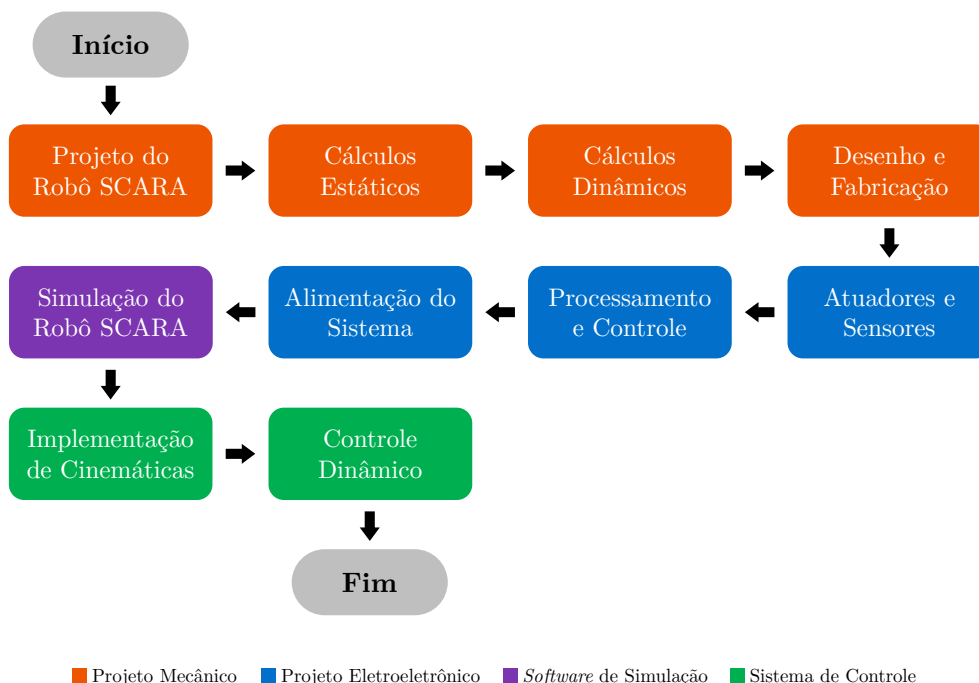 Início
Projeto do
Robô SCARA
Cálculos
Estáticos
Cálculos
Dinâmicos
Desenho e
Fabricação
Atuadores e
Sensores
Processamento
e Controle
Alimentação do
Sistema
Simulação do
Robô SCARA
Implementação
de Cinemáticas
Controle
Dinâmico
Fim
Projeto Mecânico
Projeto Eletroeletrônico
Software de Simulação
Sistema de Controle